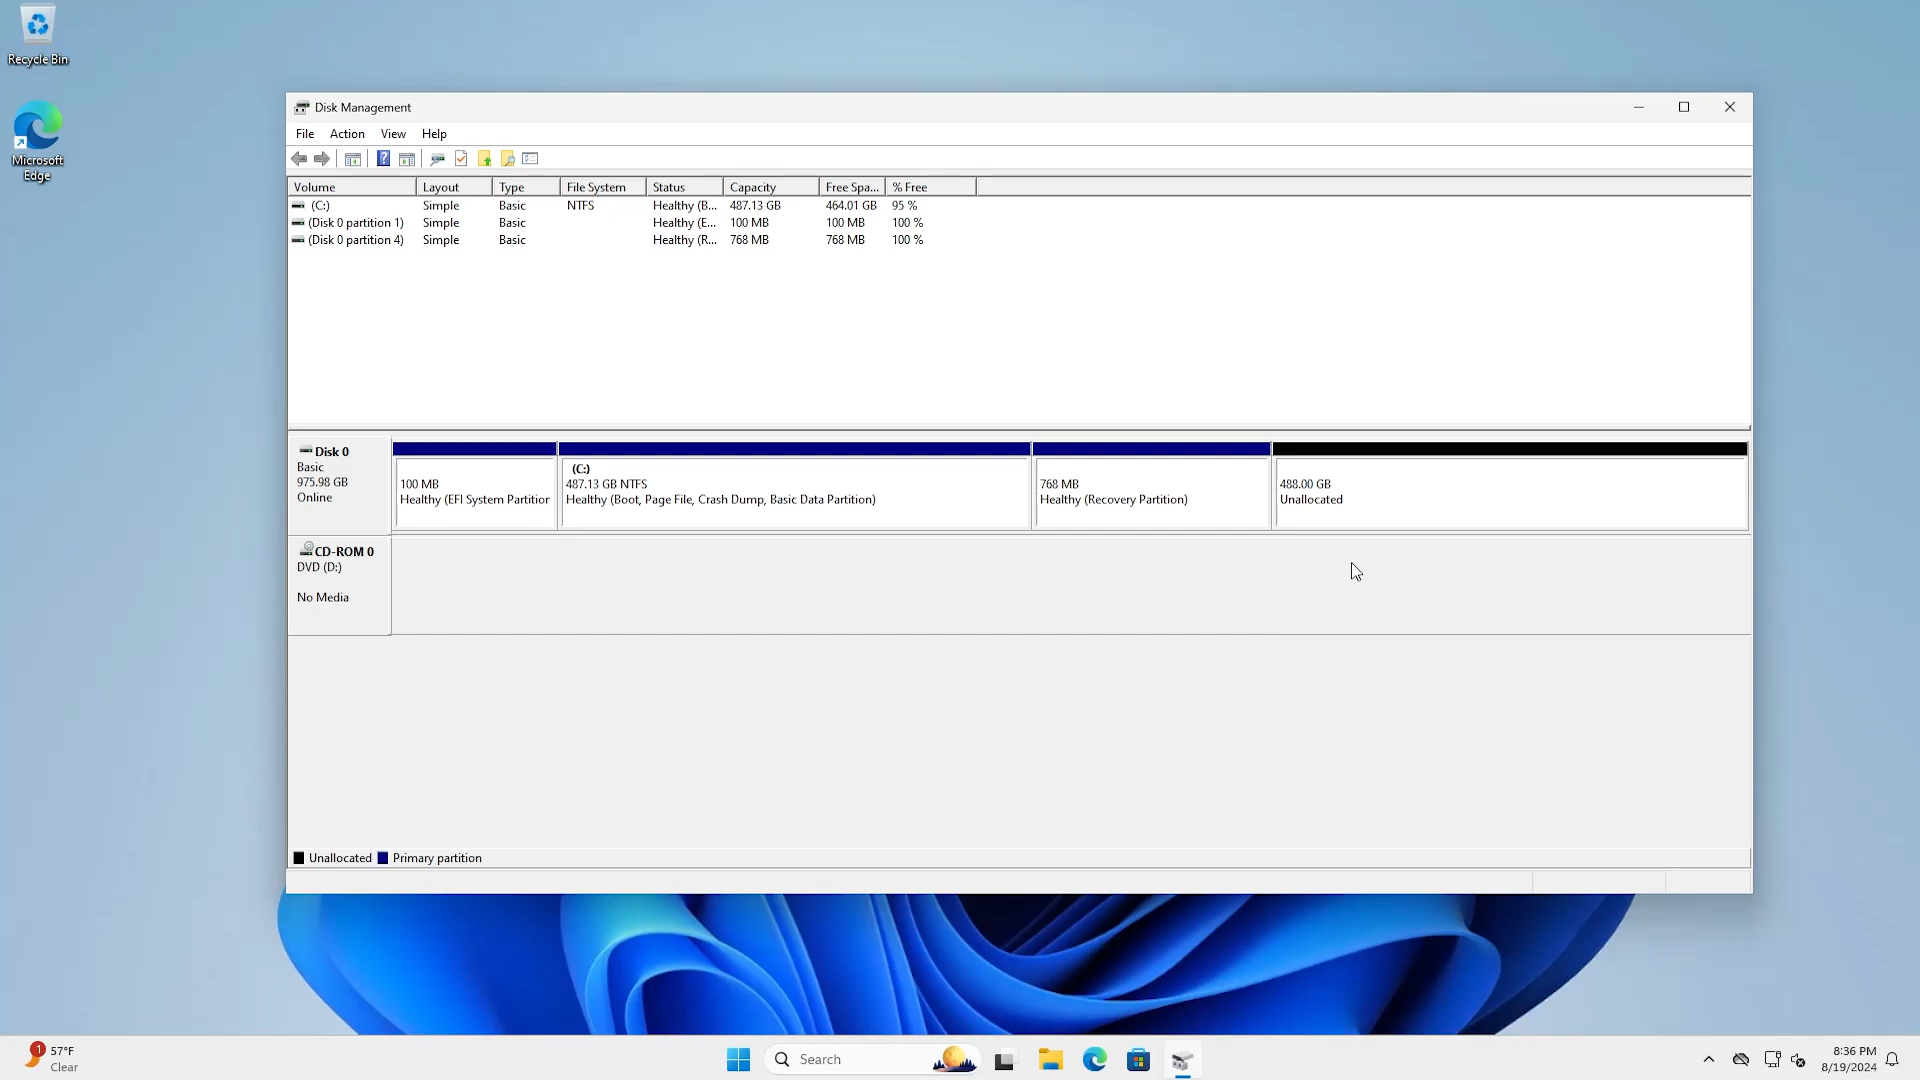 Recycle Bin
Microsoft
Edge
Disk Management
File Action View Help
Volume Layout Type File System Status Capacity Free Spa... % Free
(C:) Simple Basic NTFS Healthy (B... 487.13 GB 464.01 GB 95 %
(Disk 0 partition 1) Simple Basic Healthy (E... 100 MB 100 MB 100 %
(Disk 0 partition 4) Simple Basic Healthy (R... 768 MB 768 MB 100 %
Disk 0
Basic
975.98 GB
Online
100 MB
Healthy (EFI System Partition
(C:)
487.13 GB NTFS
Healthy (Boot, Page File, Crash Dump, Basic Data Partition)
768 MB
Healthy (Recovery Partition)
488.00 GB
Unallocated
CD-ROM 0
DVD (D:)
No Media
Unallocated Primary partition
1
57°F
Clear
Search
8:36 PM
8/19/2024